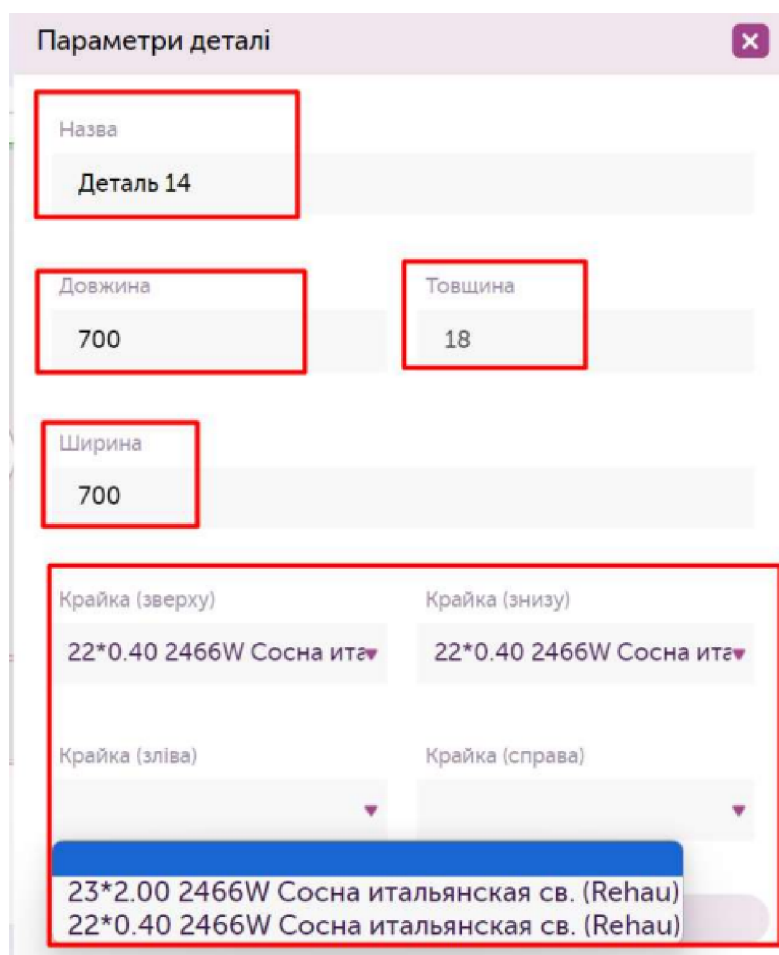 Параметри деталі
Назва
Деталь 14
Довжина
Товщина
700
18
Ширина
700
Крайка (зверху)
Крайка (знизу)
22*0.40 2466W Сосна ита
22*0.40 2466W Сосна ита
Крайка (зліва)
Крайка (справа)
23*2.00 2466W Сосна итальянская св. (Rehau)
22*0.40 2466W Сосна итальянская св. (Rehau)